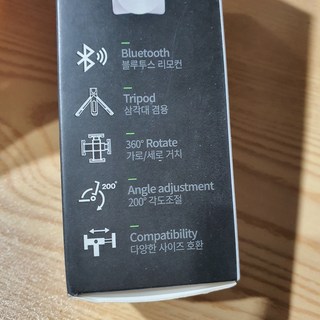 Bluetooth
블루투스 리모컨
Tripod
삼각대 겸용
360° Rotate
가로/세로 거치
200°
Angle adjustment
200° 각도조절
Compatibility
다양한 사이즈 호환